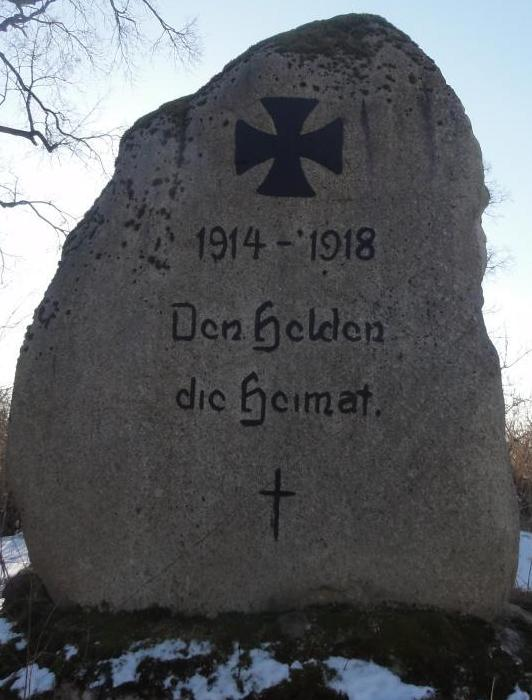 1914 - 1918
Den Helden
die Heimat.